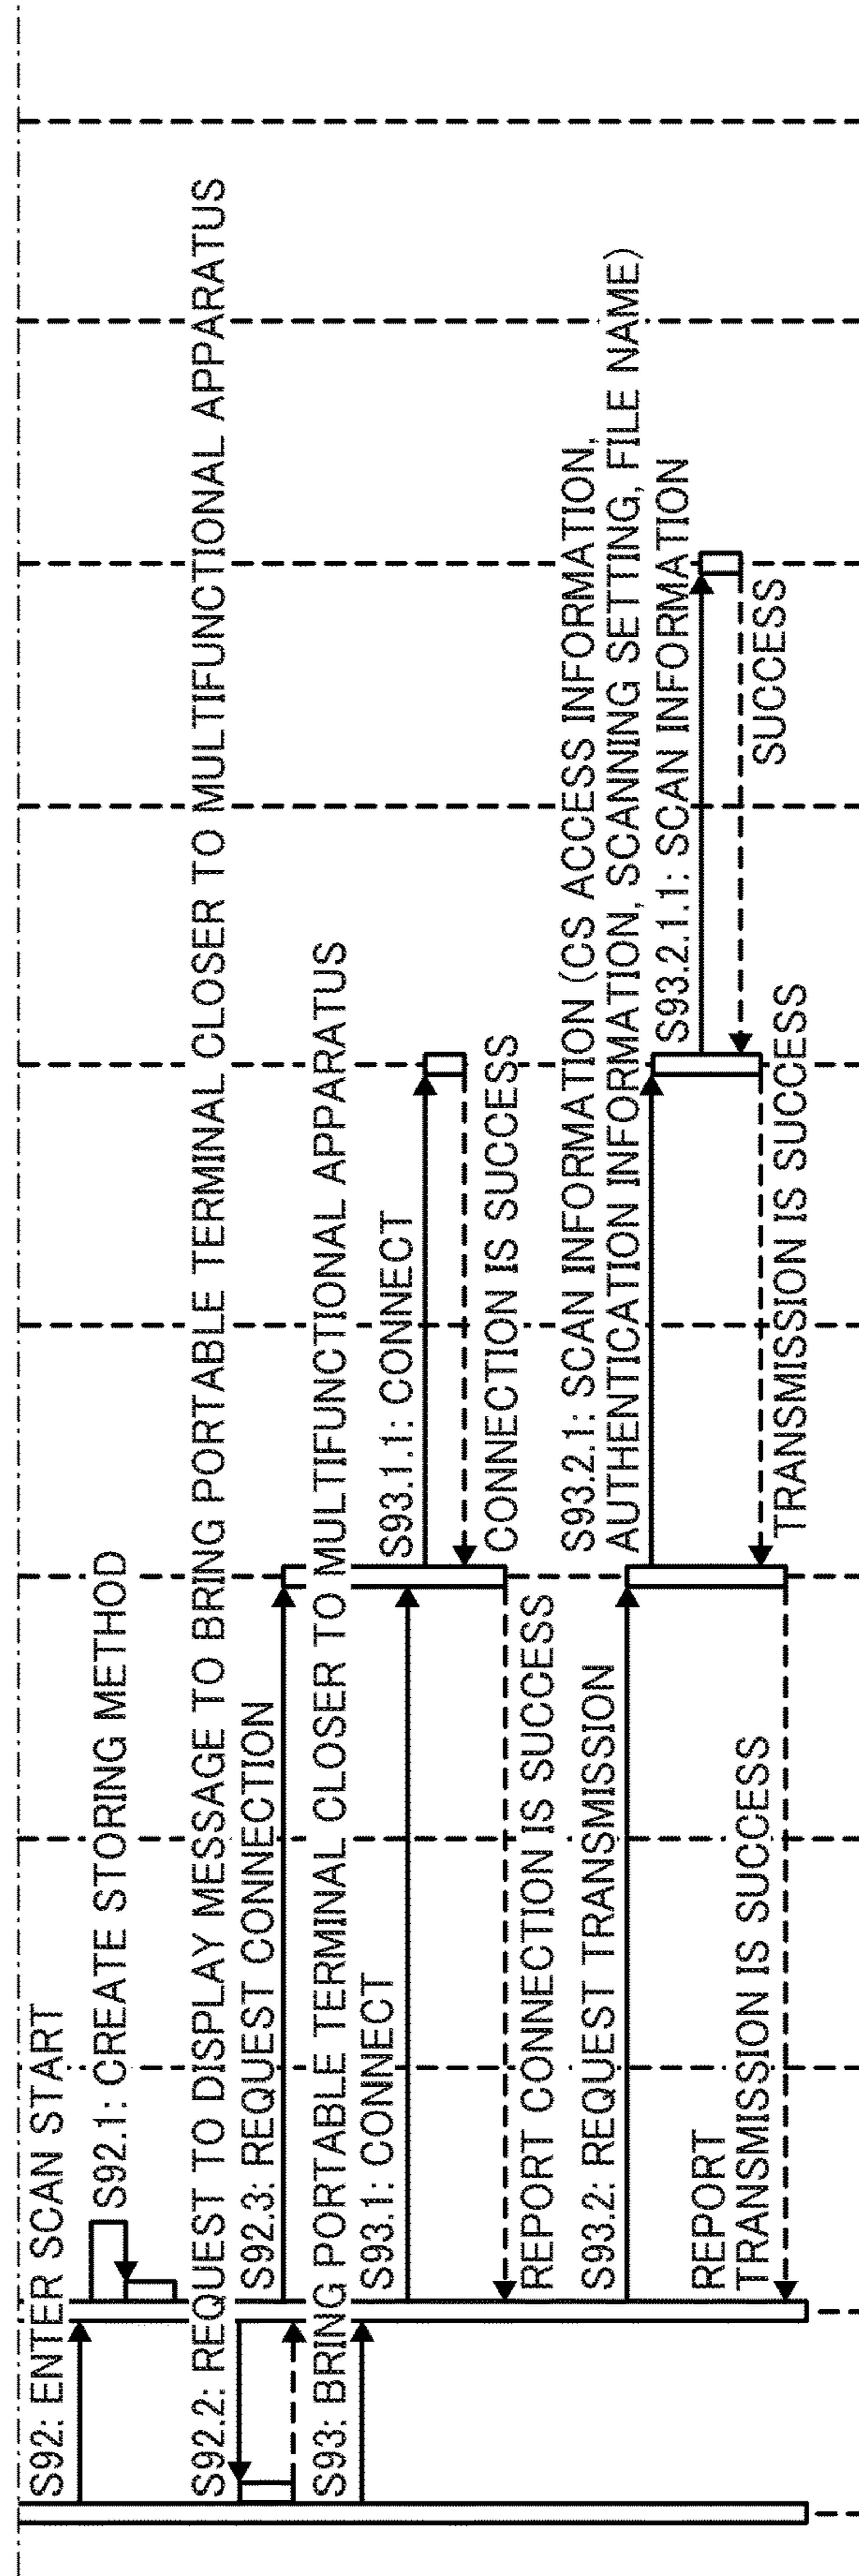 S92: ENTER SCAN START
S92.1: CREATE STORING METHOD
S92.2: REQUEST TO DISPLAY MESSAGE TO BRING PORTABLE TERMINAL CLOSER TO MULTIFUNCTIONAL APPARATUS
S92.3: REQUEST CONNECTION
S93: BRING PORTABLE TERMINAL CLOSER TO MULTIFUNCTIONAL APPARATUS
S93.1: CONNECT
S93.1.1: CONNECT
CONNECTION IS SUCCESS
REPORT CONNECTION IS SUCCESS
S93.2: REQUEST TRANSMISSION
S93.2.1: SCAN INFORMATION (CS ACCESS INFORMATION,
AUTHENTICATION INFORMATION, SCANNING SETTING, FILE NAME)
S93.2.1.1: SCAN INFORMATION
SUCCESS
TRANSMISSION IS SUCCESS
REPORT
TRANSMISSION IS SUCCESS